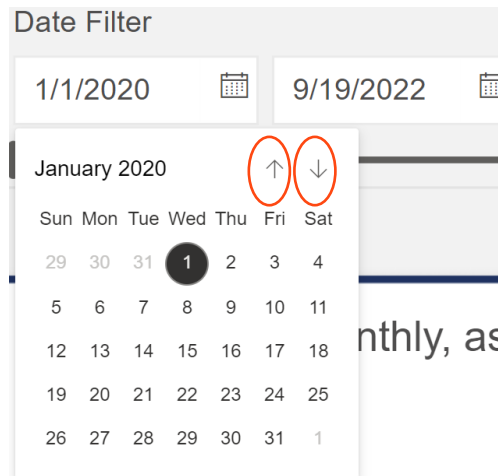 Date Filter
1/1/2020 9/19/2022
January 2020
Sun Mon Tue Wed Thu Fri Sat
29 30 31 1 2 3 4
5 6 7 8 9 10 11
12 13 14 15 16 17 18
19 20 21 22 23 24 25
26 27 28 29 30 31 1
nthly, as